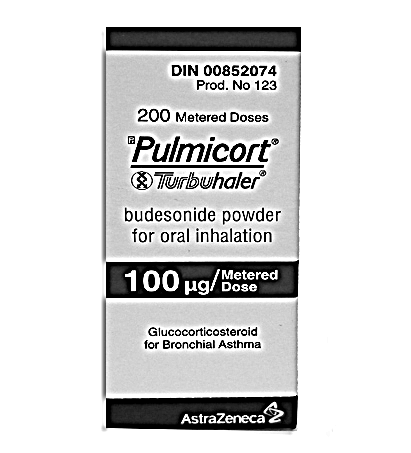 DIN 00852074
Prod. No 123
200 Metered Doses
Pulmicort®
Turbuhaler®
budesonide powder
for oral inhalation
100 µg/Metered
Dose
Glucocorticosteroid
for Bronchial Asthma
AstraZeneca